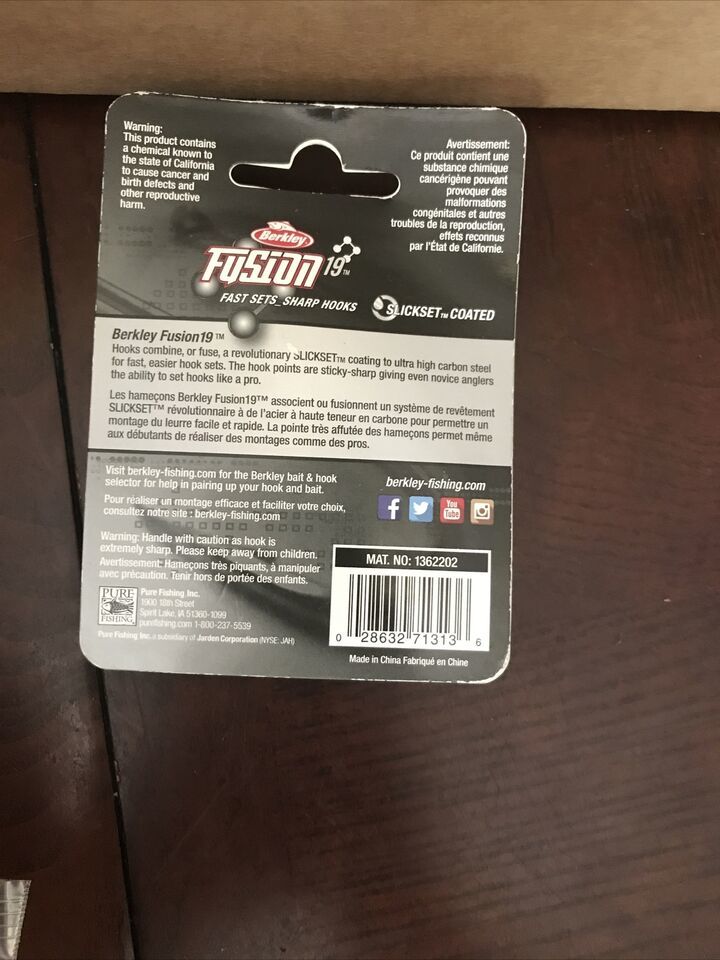 Warning:
This product contains
a chemical known to
the state of California
to cause cancer and
birth defects and
other reproductive
harm.
Avertissement:
Ce produit contient une
substance chimique
cancérigène pouvant
provoquer des
malformations
congénitales et autres
troubles de la reproduction,
effets reconnus
par l'État de Californie.
Berkley
FUSION 19™
FAST SETS_SHARP HOOKS
SLICKSET™ COATED
Berkley Fusion19™
Hooks combine, or fuse, a revolutionary SLICKSET™ coating to ultra high carbon steel
for fast, easier hook sets. The hook points are sticky-sharp giving even novice anglers
the ability to set hooks like a pro.
Les hameçons Berkley Fusion19™ associent ou fusionnent un système de revêtement
SLICKSET™ révolutionnaire à de l'acier à haute teneur en carbone pour permettre un
montage du leurre facile et rapide. La pointe très affutée des hameçons permet même
aux débutants de réaliser des montages comme des pros.
Visit berkley-fishing.com for the Berkley bait & hook
selector for help in pairing up your hook and bait.
Pour réaliser un montage efficace et faciliter votre choix,
consultez notre site : berkley-fishing.com
berkley-fishing.com
f
You
Tube
Warning: Handle with caution as hook is
extremely sharp. Please keep away from children.
Avertissement: Hameçons très piquants, à manipuler
avec précaution. Tenir hors de portée des enfants.
MAT. NO: 1362202
0 28632 71313 6
Made in China Fabriqué en Chine
PURE
FISHING
Pure Fishing Inc.
1900 18th Street
Spirit Lake, IA 51360-1099
purefishing.com 1-800-237-5539
Pure Fishing Inc. a subsidiary of Jarden Corporation (NYSE: JAH)